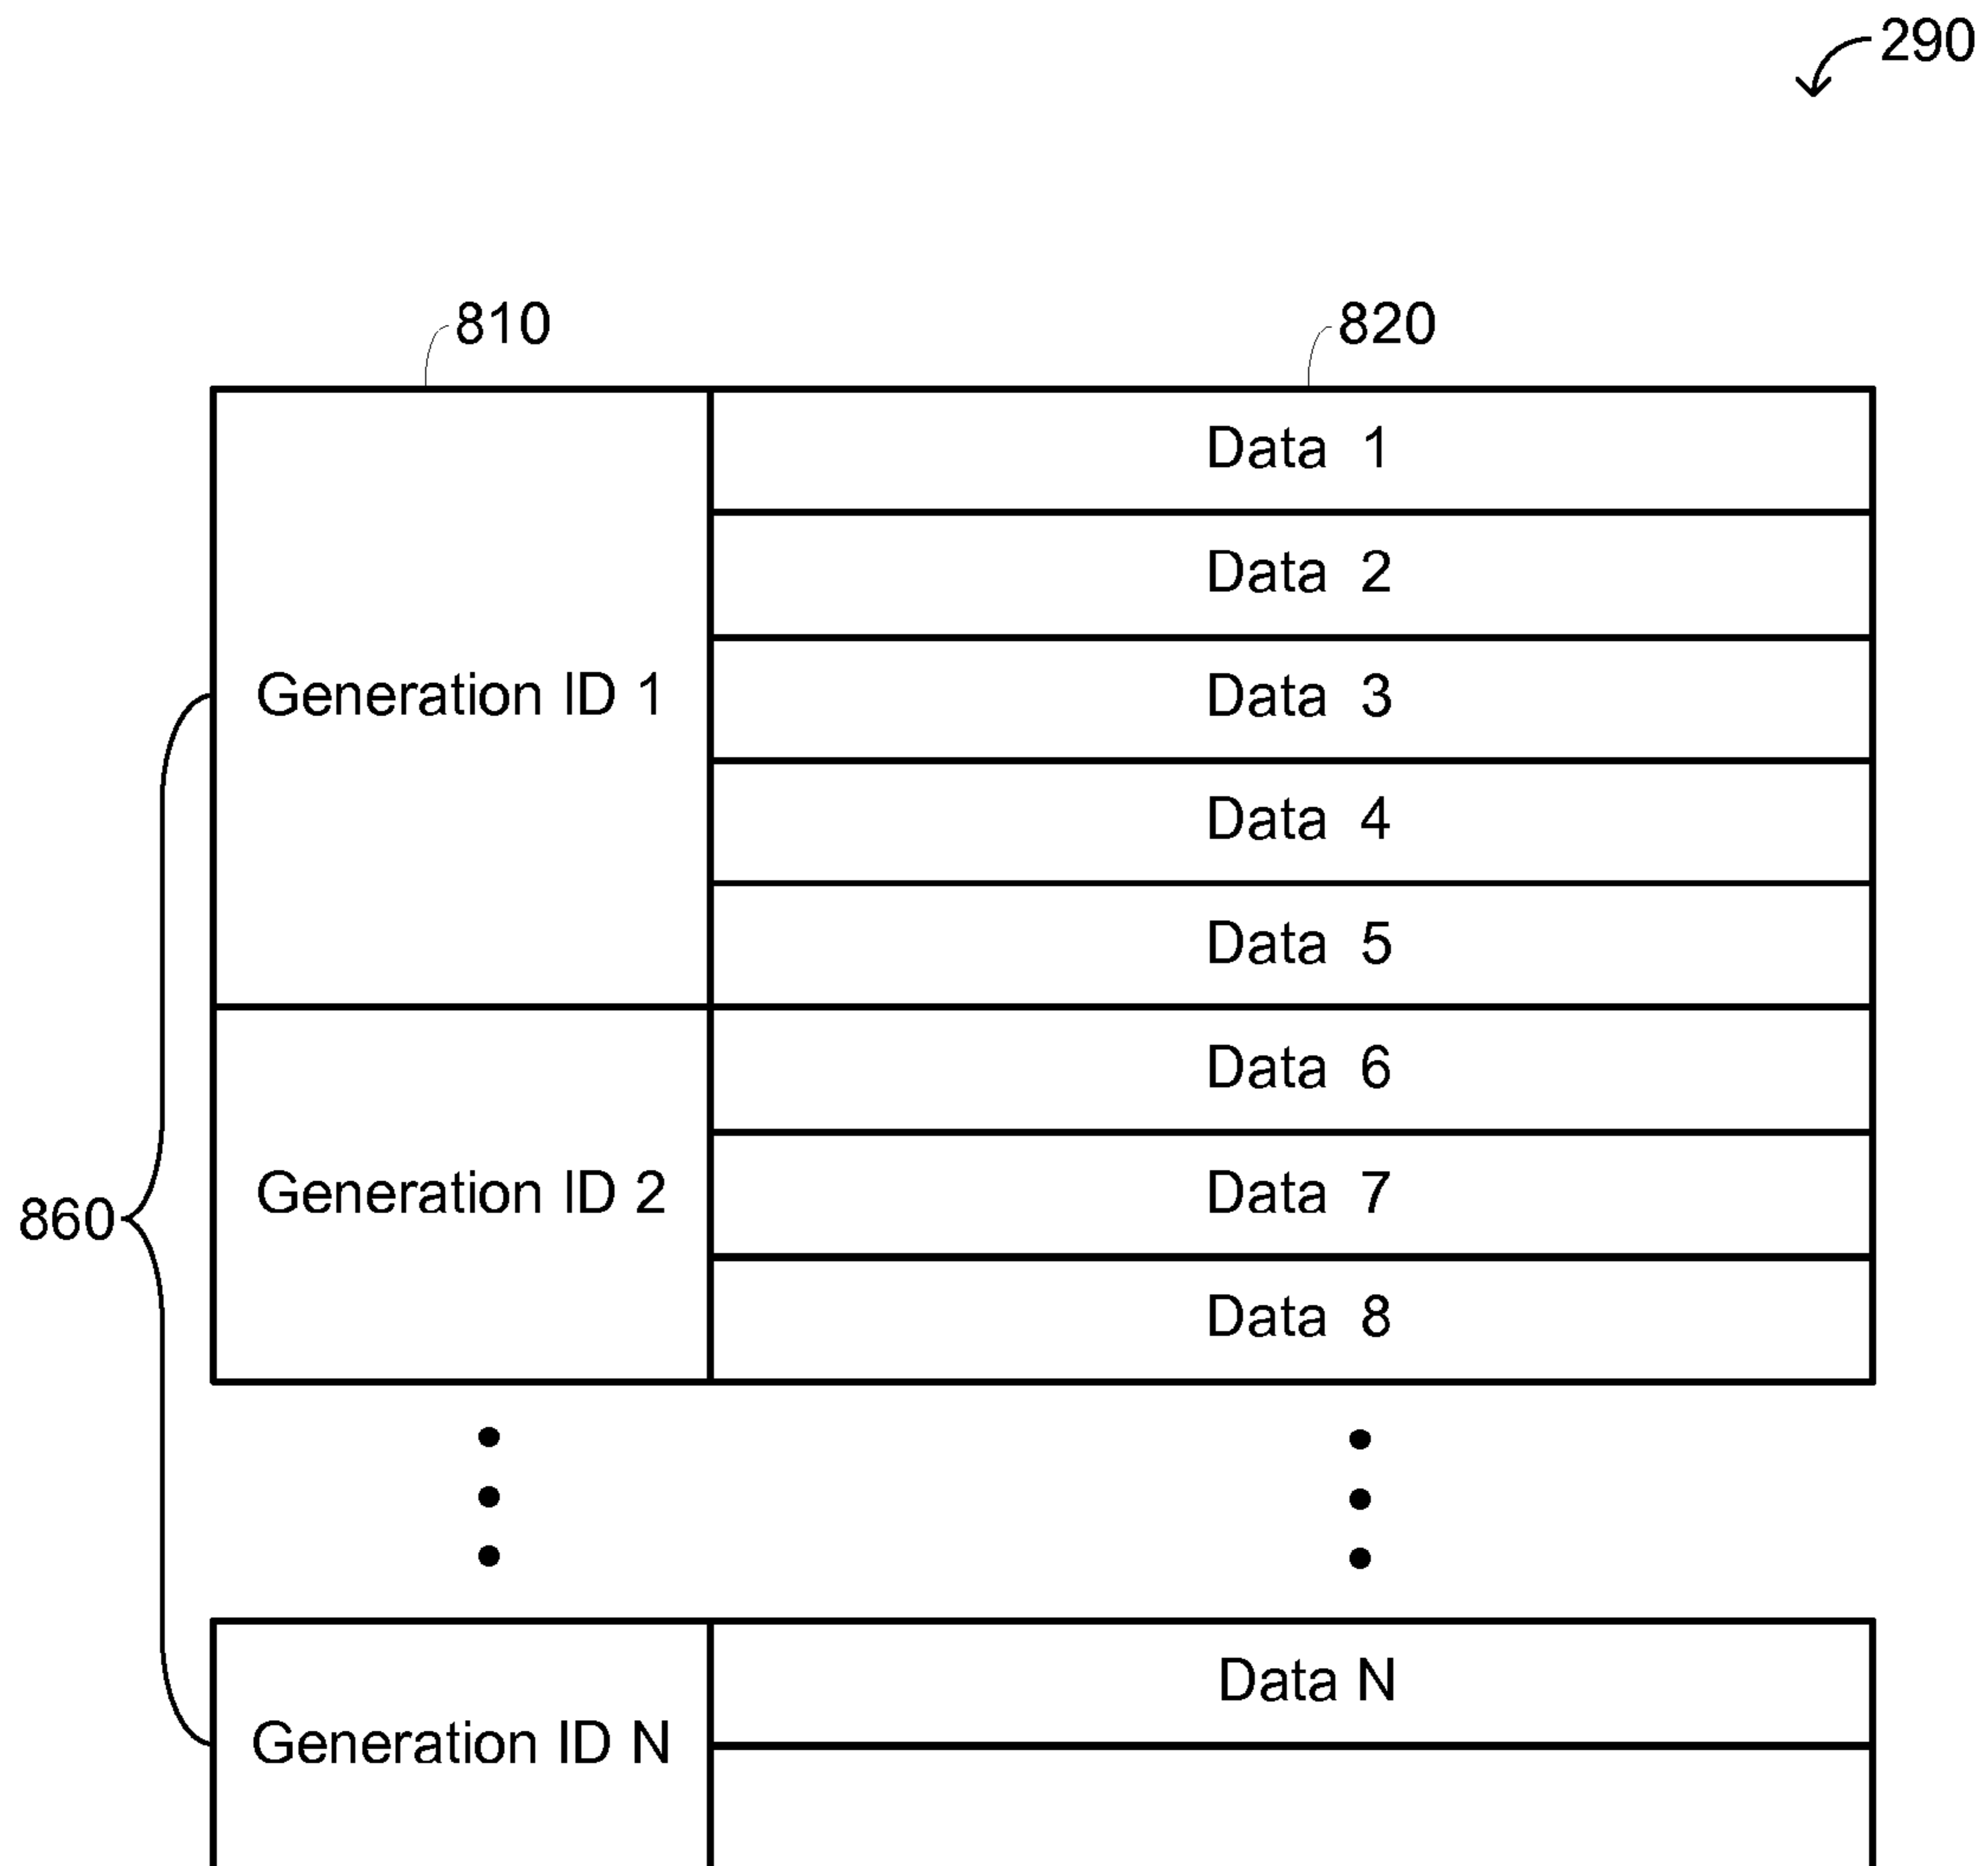 290
810
820
Data 1
Data 2
Generation ID 1
Data 3
Data 4
Data 5
Data 6
860
Generation ID 2
Data 7
Data 8
Data N
Generation ID N